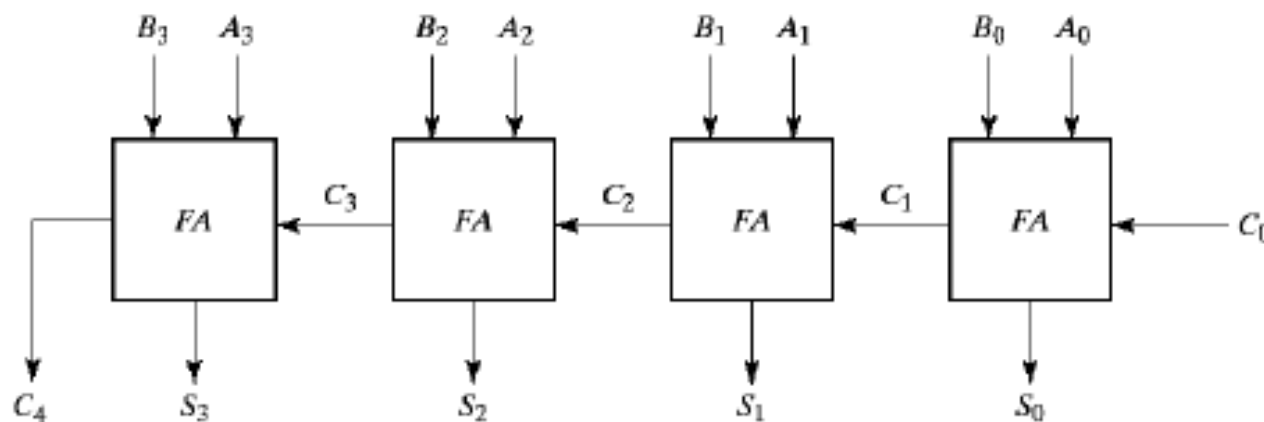 B₃ A₃ B₂ A₂ B₁ A₁ B₀ A₀
FA C₃ FA C₂ FA C₁ FA C₀
C₄ S₃ S₂ S₁ S₀